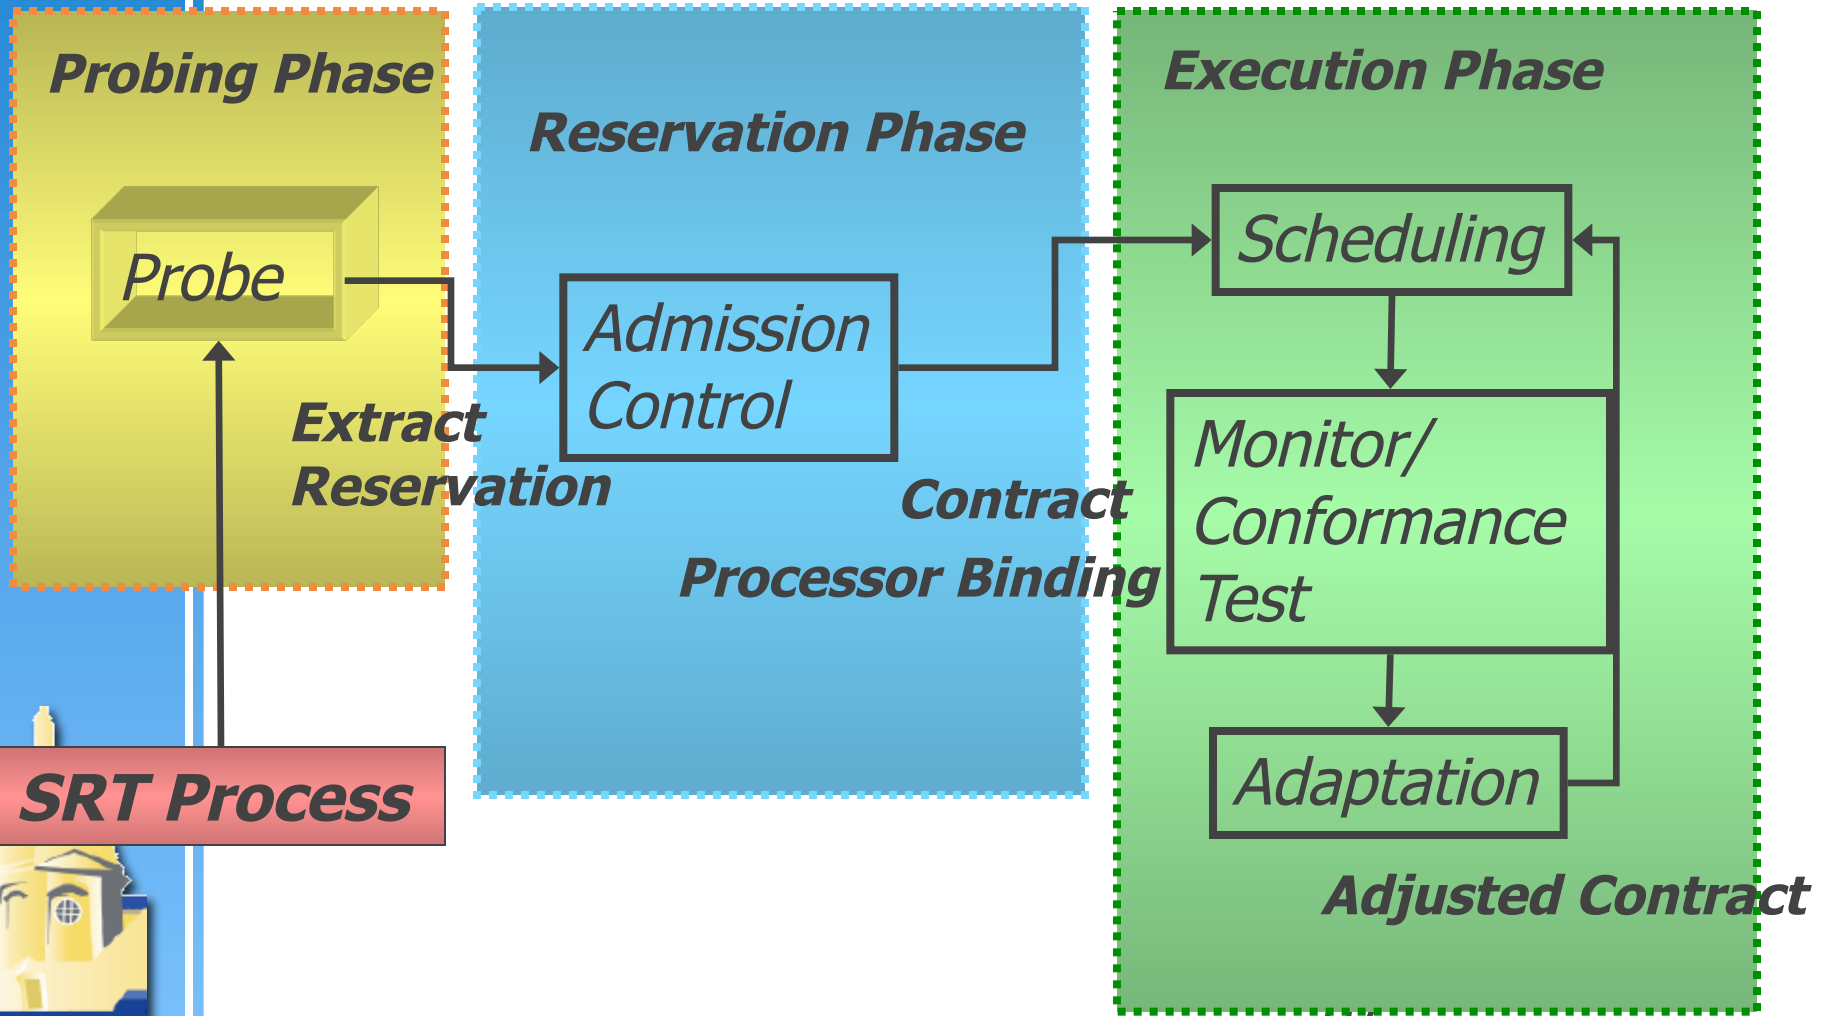 Probing Phase
Probe
Extract
Reservation
SRT Process
Reservation Phase
Admission
Control
Contract
Processor Binding
Execution Phase
Scheduling
Monitor/
Conformance
Test
Adaptation
Adjusted Contract